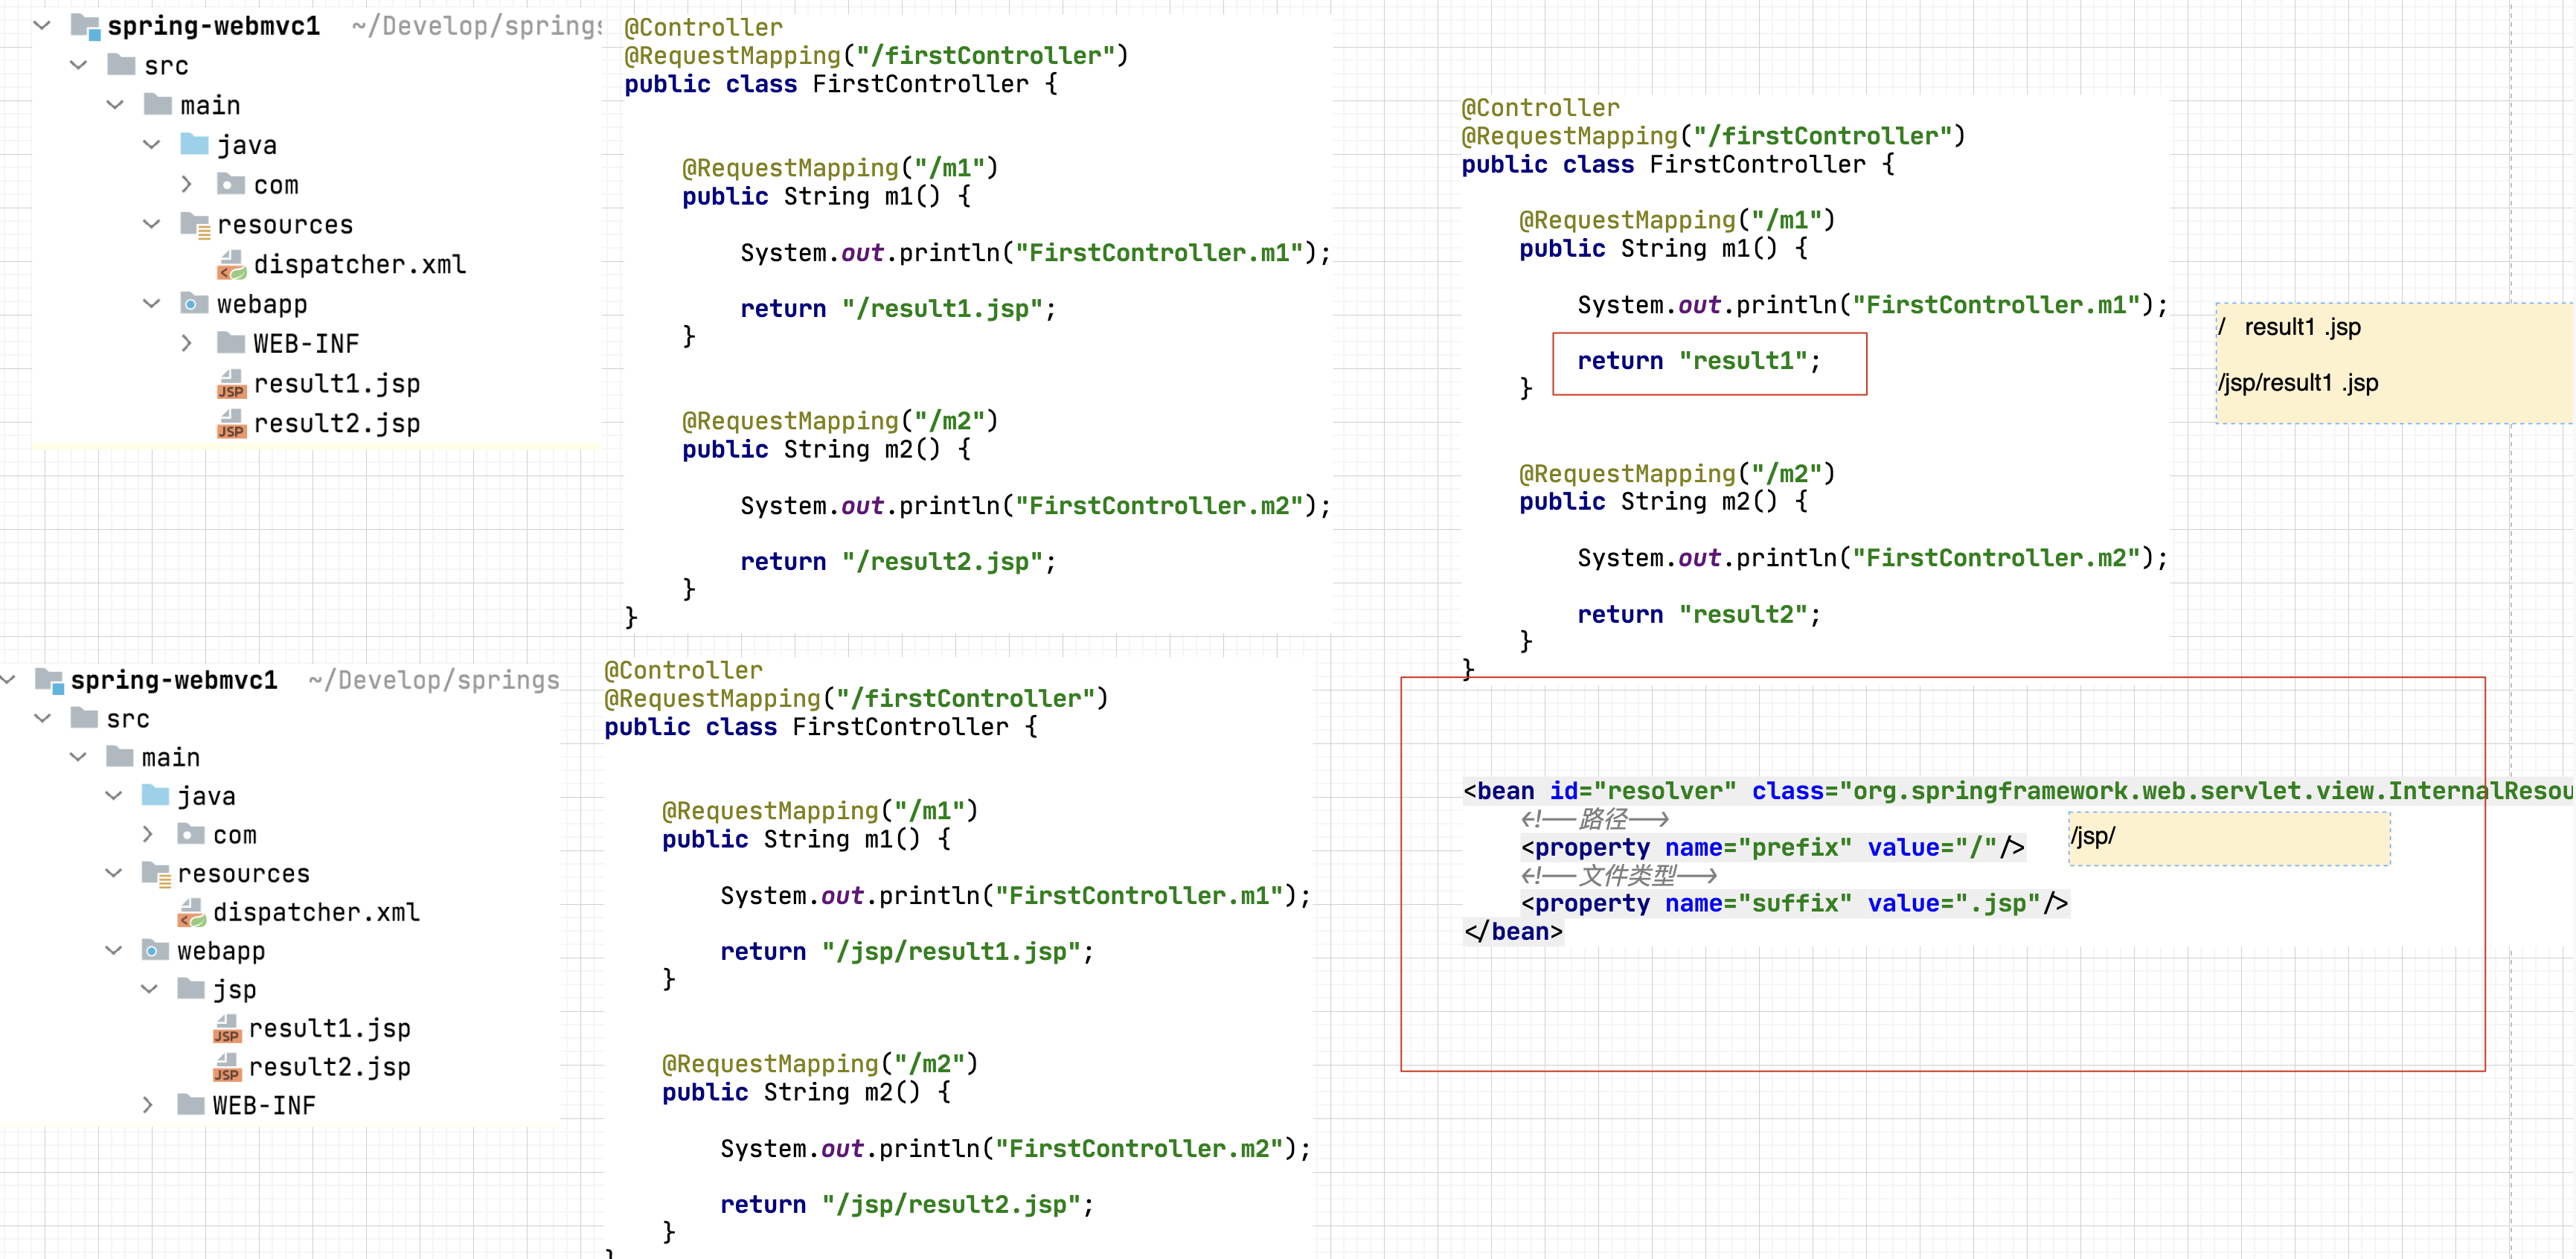 spring-webmvc1 ~/Develop/springs
src
main
java
com
resources
dispatcher.xml
webapp
WEB-INF
result1.jsp
result2.jsp
@Controller
@RequestMapping("/firstController")
public class FirstController {
@RequestMapping("/m1")
public String m1() {
System.out.println("FirstController.m1");
return "/result1.jsp";
}
@RequestMapping("/m2")
public String m2() {
System.out.println("FirstController.m2");
return "/result2.jsp";
}
}
@Controller
@RequestMapping("/firstController")
public class FirstController {
@RequestMapping("/m1")
public String m1() {
System.out.println("FirstController.m1");
return "result1";
}
@RequestMapping("/m2")
public String m2() {
System.out.println("FirstController.m2");
return "result2";
}
}
/ result1 .jsp
/jsp/result1 .jsp
spring-webmvc1 ~/Develop/springs
src
main
java
com
resources
dispatcher.xml
webapp
jsp
result1.jsp
result2.jsp
WEB-INF
@Controller
@RequestMapping("/firstController")
public class FirstController {
@RequestMapping("/m1")
public String m1() {
System.out.println("FirstController.m1");
return "/jsp/result1.jsp";
}
@RequestMapping("/m2")
public String m2() {
System.out.println("FirstController.m2");
return "/jsp/result2.jsp";
}
}
<bean id="resolver" class="org.springframework.web.servlet.view.InternalResou
<!--路径-->
<property name="prefix" value="/"/>
/jsp/
<!--文件类型-->
<property name="suffix" value=".jsp"/>
</bean>